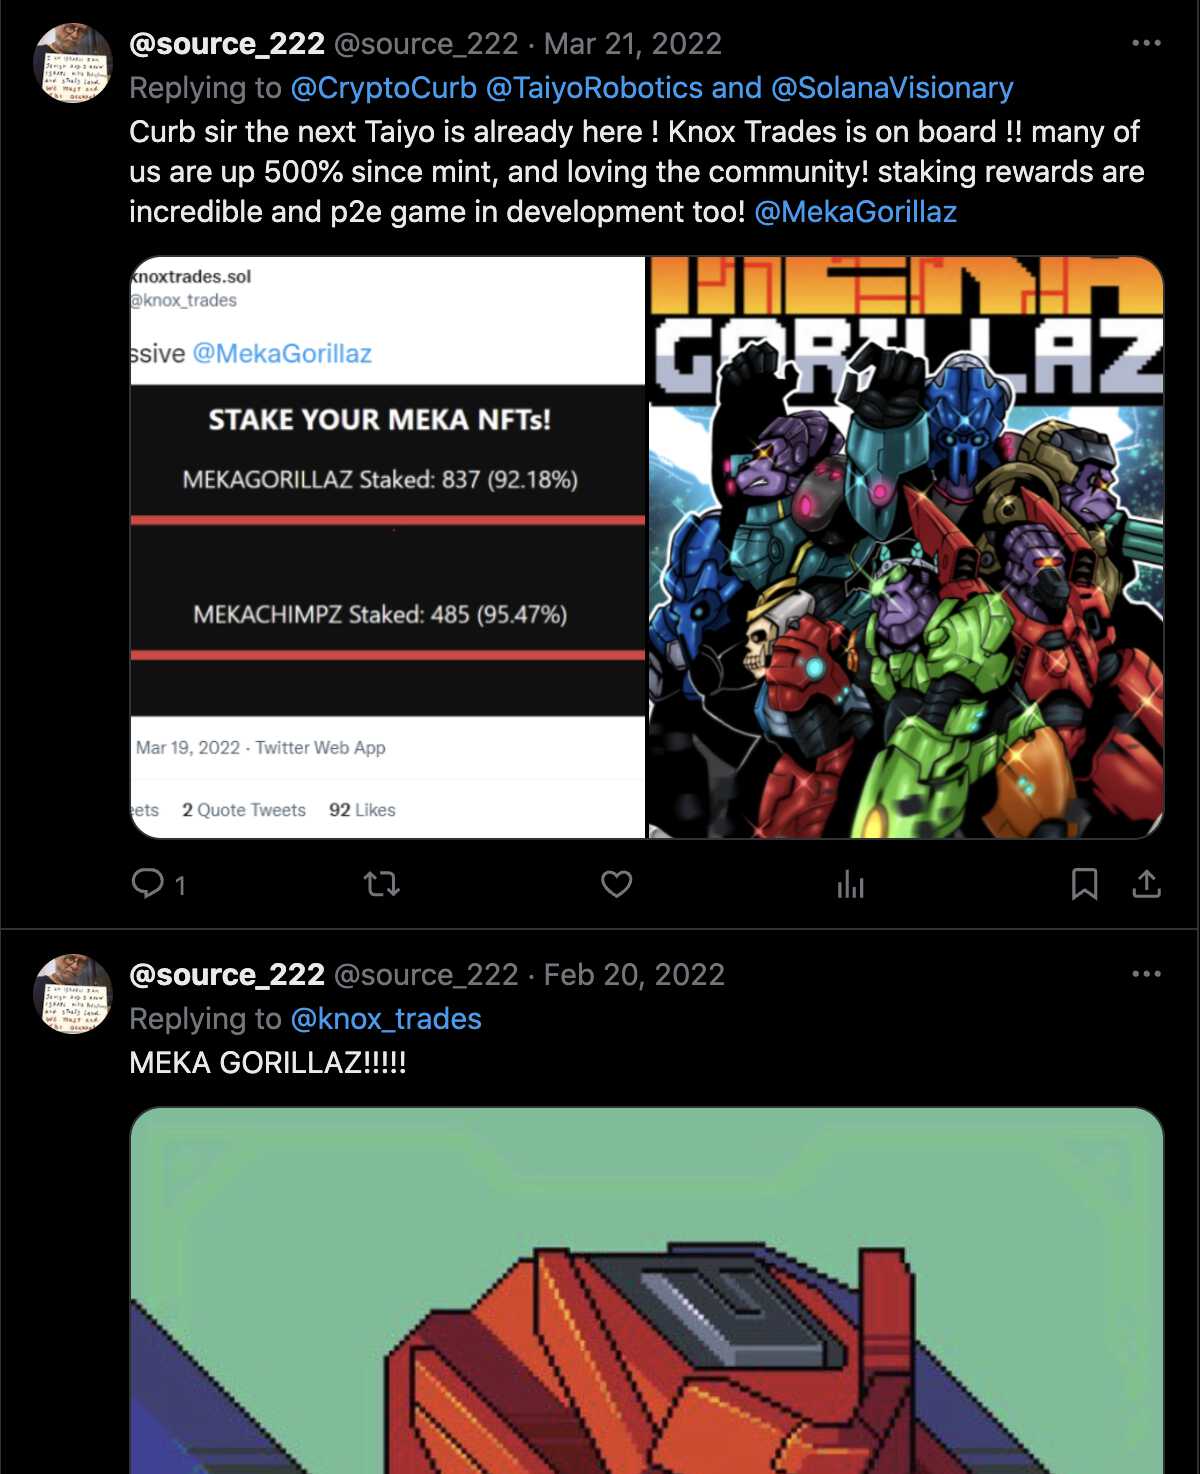 @source_222 @source_222 · Mar 21, 2022
Replying to @CryptoCurb @TaiyoRobotics and @SolanaVisionary
Curb sir the next Taiyo is already here ! Knox Trades is on board !! many of
us are up 500% since mint, and loving the community! staking rewards are
incredible and p2e game in development too! @MekaGorillaz
knoxtrades.sol
@knox_trades
ssive @MekaGorillaz
STAKE YOUR MEKA NFTs!
MEKAGORILLAZ Staked: 837 (92.18%)
MEKACHIMPZ Staked: 485 (95.47%)
Mar 19, 2022 · Twitter Web App
eets 2 Quote Tweets 92 Likes
MEKA
GORILLAZ
1
@source_222 @source_222 · Feb 20, 2022
Replying to @knox_trades
MEKA GORILLAZ!!!!!